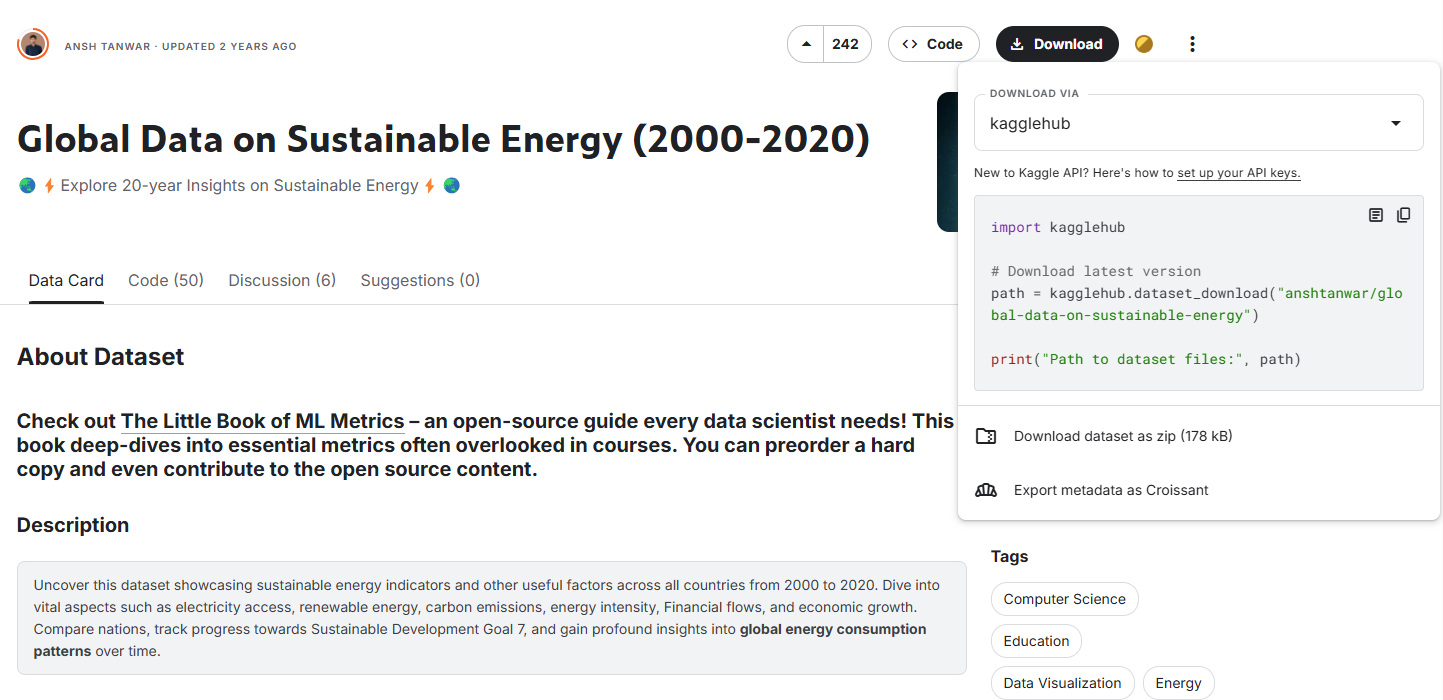 ANSH TANWAR · UPDATED 2 YEARS AGO
242
<> Code
Download
DOWNLOAD VIA
kagglehub
New to Kaggle API? Here's how to set up your API keys.
import kagglehub
# Download latest version
path = kagglehub.dataset_download("anshtanwar/glo
bal-data-on-sustainable-energy")
print("Path to dataset files:", path)
Download dataset as zip (178 kB)
Export metadata as Croissant
Global Data on Sustainable Energy (2000-2020)
Explore 20-year Insights on Sustainable Energy
Data Card Code (50) Discussion (6) Suggestions (0)
About Dataset
Check out The Little Book of ML Metrics – an open-source guide every data scientist needs! This
book deep-dives into essential metrics often overlooked in courses. You can preorder a hard
copy and even contribute to the open source content.
Description
Uncover this dataset showcasing sustainable energy indicators and other useful factors across all countries from 2000 to 2020. Dive into
vital aspects such as electricity access, renewable energy, carbon emissions, energy intensity, Financial flows, and economic growth.
Compare nations, track progress towards Sustainable Development Goal 7, and gain profound insights into global energy consumption
patterns over time.
Tags
Computer Science
Education
Data Visualization Energy